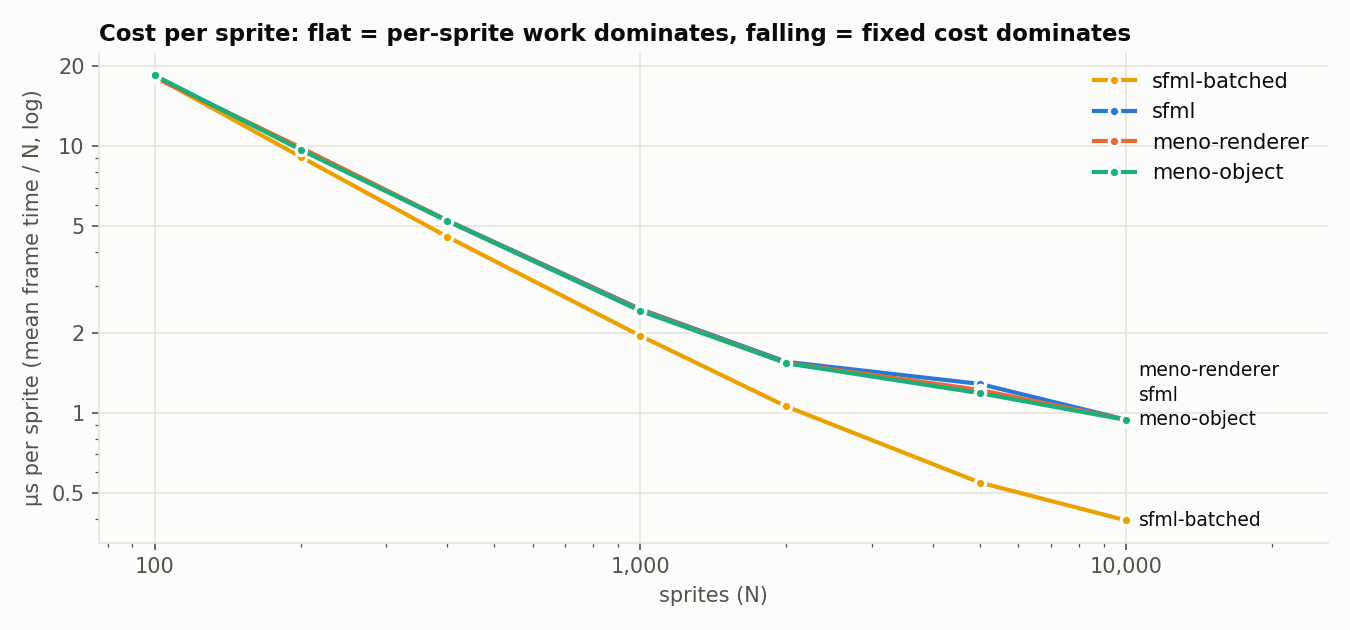 Cost per sprite: flat = per-sprite work dominates, falling = fixed cost dominates
µs per sprite (mean frame time / N, log)
20
10
5
2
1
0.5
sfml-batched
sfml
meno-renderer
meno-object
meno-renderer
sfml
meno-object
sfml-batched
100
1,000
10,000
sprites (N)